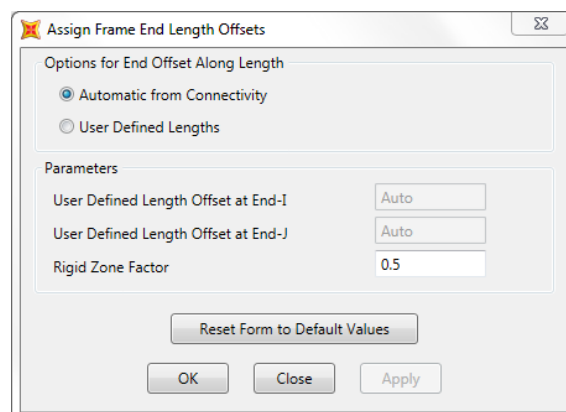 Assign Frame End Length Offsets
Options for End Offset Along Length
Automatic from Connectivity
User Defined Lengths
Parameters
User Defined Length Offset at End-I Auto
User Defined Length Offset at End-J Auto
Rigid Zone Factor 0.5
Reset Form to Default Values
OK Close Apply